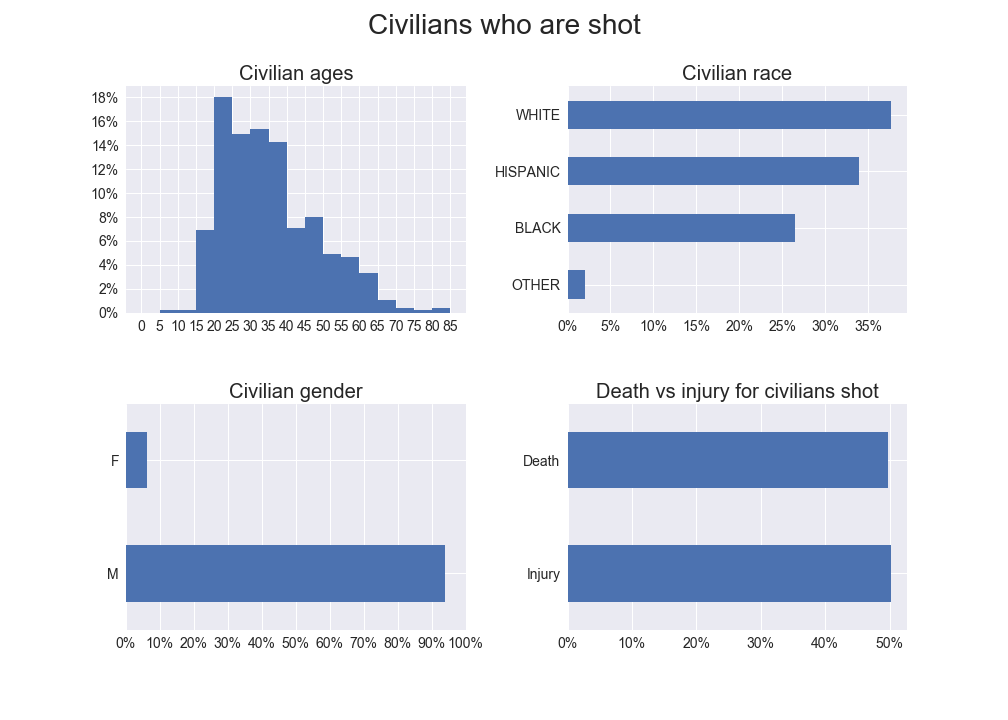 Civilians who are shot
Civilian ages
18%
16%
14%
12%
10%
8%
6%
4%
2%
0%
0 5 10 15 20 25 30 35 40 45 50 55 60 65 70 75 80 85
Civilian race
WHITE
HISPANIC
BLACK
OTHER
0% 5% 10% 15% 20% 25% 30% 35%
Civilian gender
F
M
0% 10% 20% 30% 40% 50% 60% 70% 80% 90% 100%
Death vs injury for civilians shot
Death
Injury
0% 10% 20% 30% 40% 50%